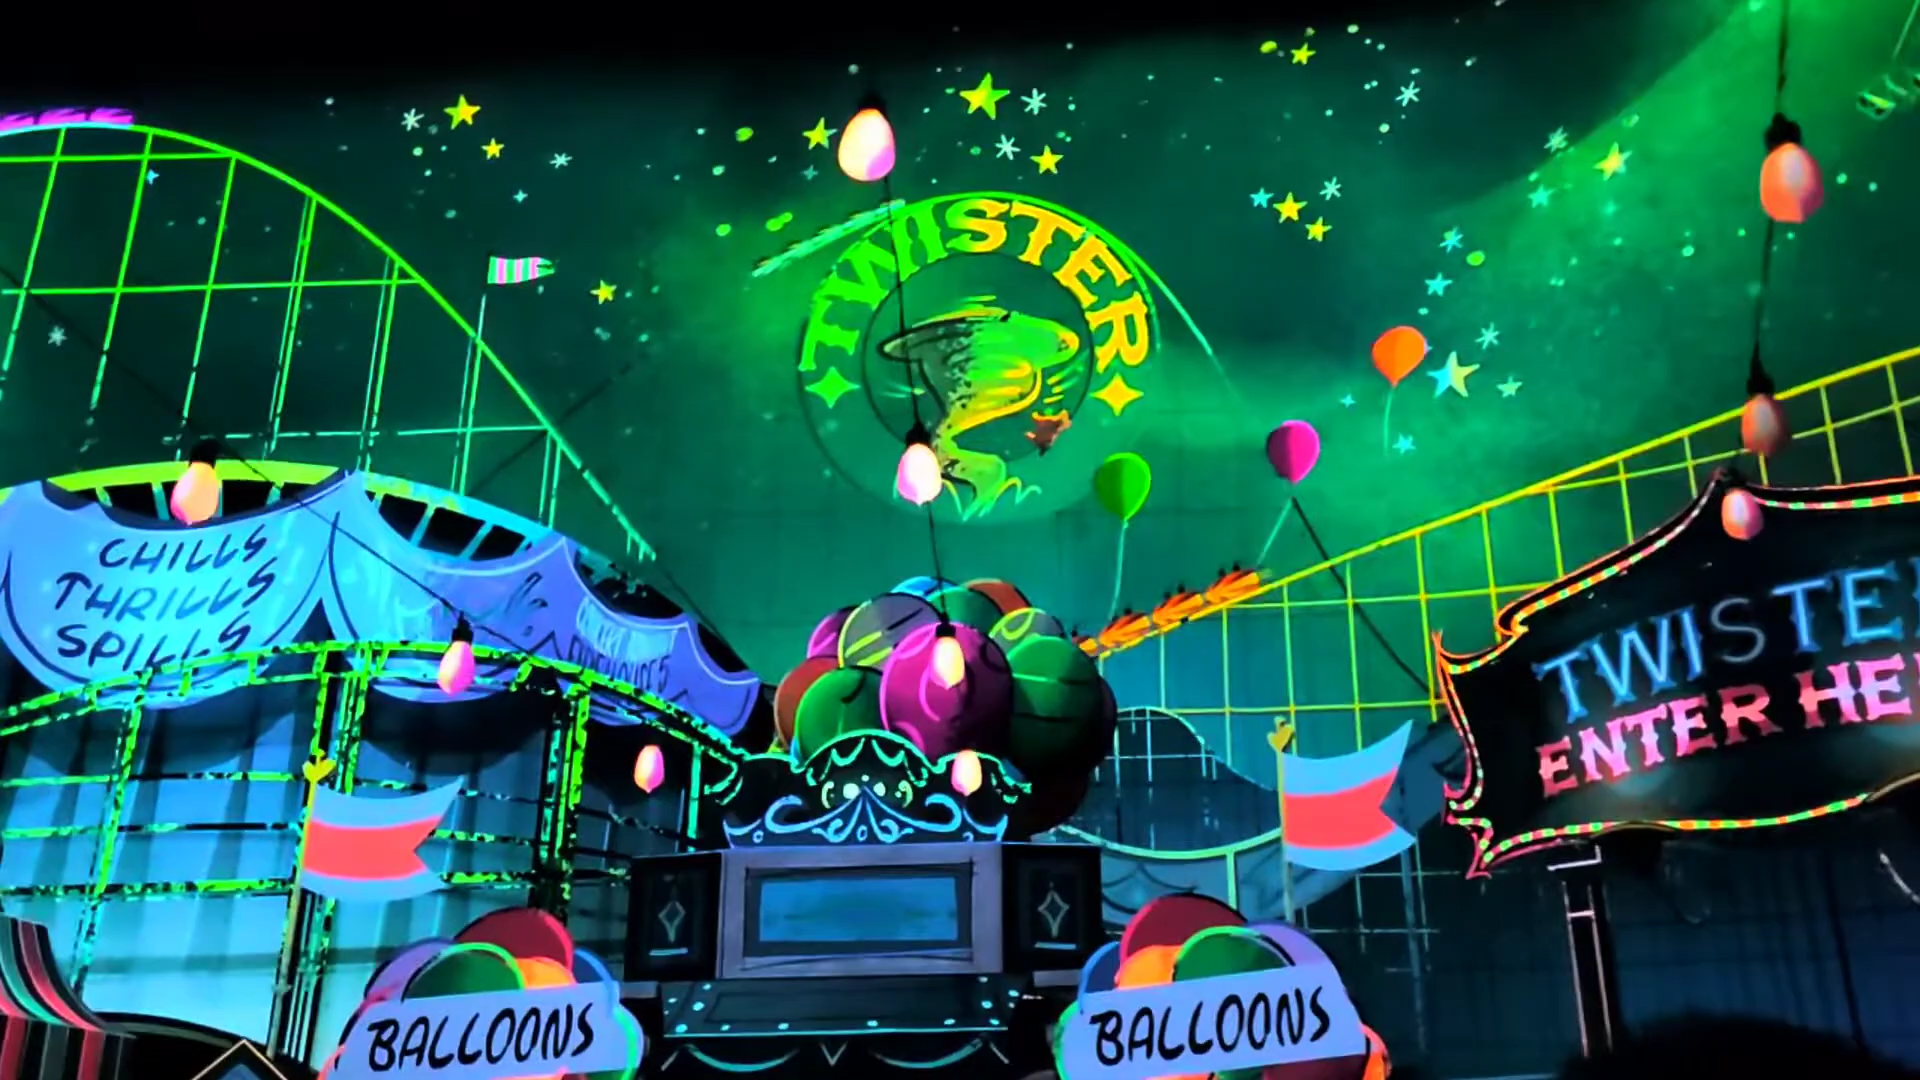 TWISTER
CHILLS
THRILLS
SPILLS
TWISTE
ENTER HE
BALLOONS
BALLOONS